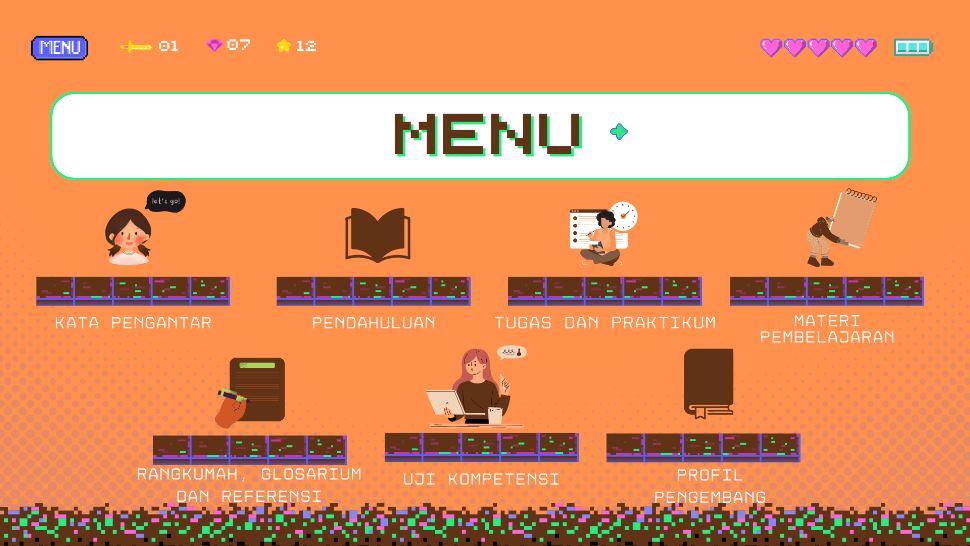 MENU
01
07
12
MENU
let's go!
KATA PENGANTAR
PENDAHULUAN
TUGAS DAN PRAKTIKUM
MATERI
PEMBELAJARAN
RANGKUMAH, GLOSARIUM
DAN REFERENSI
UJI KOMPETENSI
PROFIL
PENGEMBANG